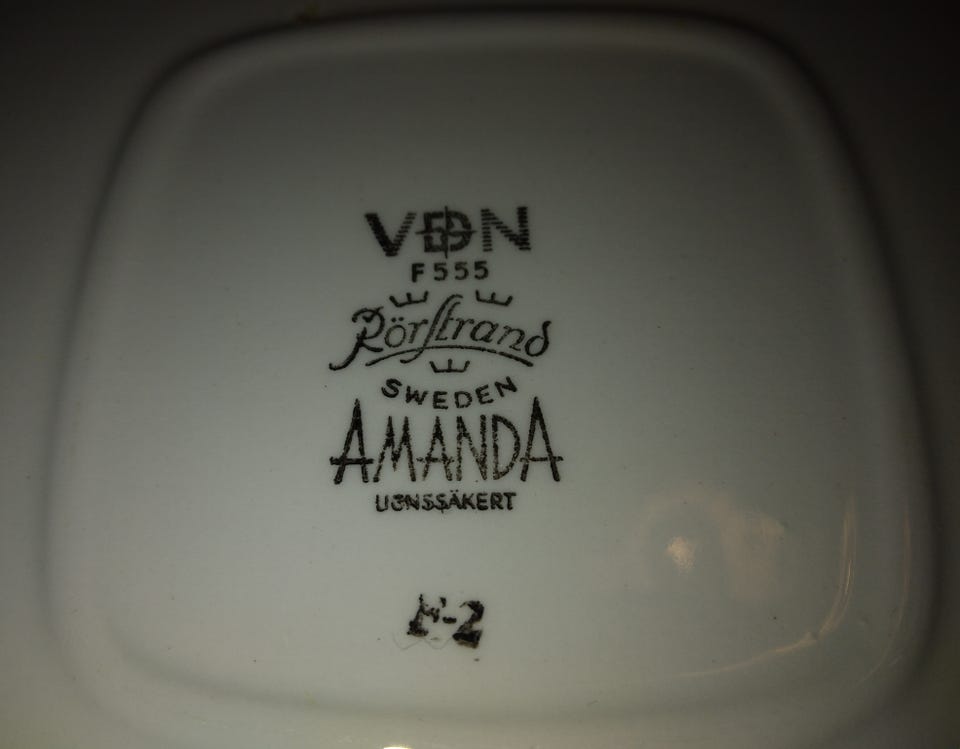 VDN
F555
Rörstrand
SWEDEN
AMANDA
UGNSSÄKERT
F-2